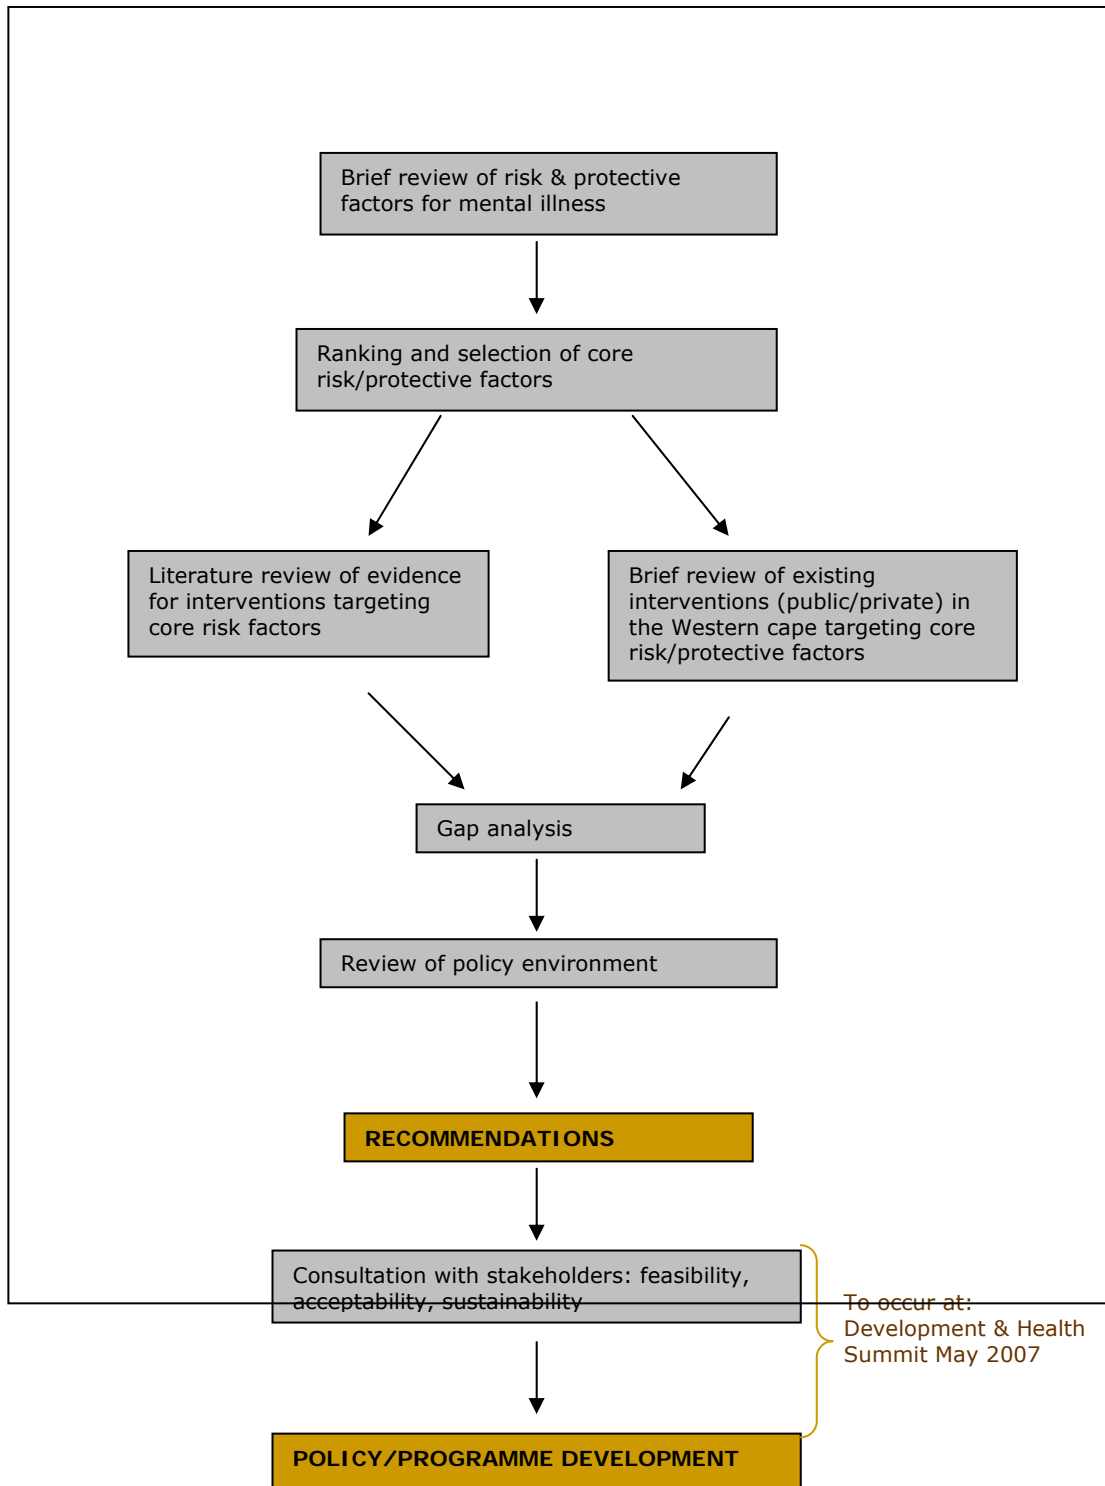 Brief review of risk & protective
factors for mental illness
Ranking and selection of core
risk/protective factors
Literature review of evidence
for interventions targeting
core risk factors
Brief review of existing
interventions (public/private) in
the Western cape targeting core
risk/protective factors
Gap analysis
Review of policy environment
RECOMMENDATIONS
Consultation with stakeholders: feasibility,
acceptability, sustainability
To occur at:
Development & Health
Summit May 2007
POLICY/PROGRAMME DEVELOPMENT